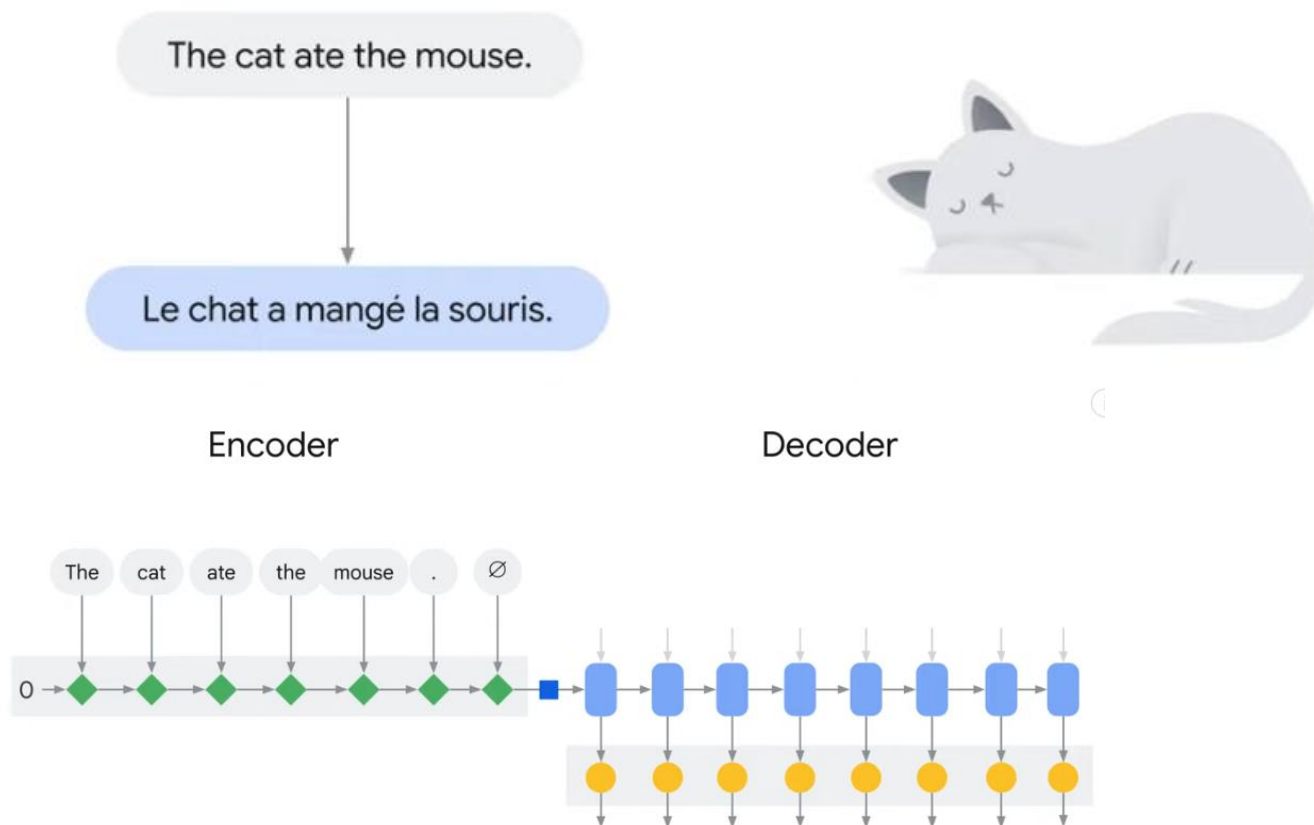 The cat ate the mouse.
Le chat a mangé la souris.
Encoder Decoder
The cat ate the mouse . ∅
0